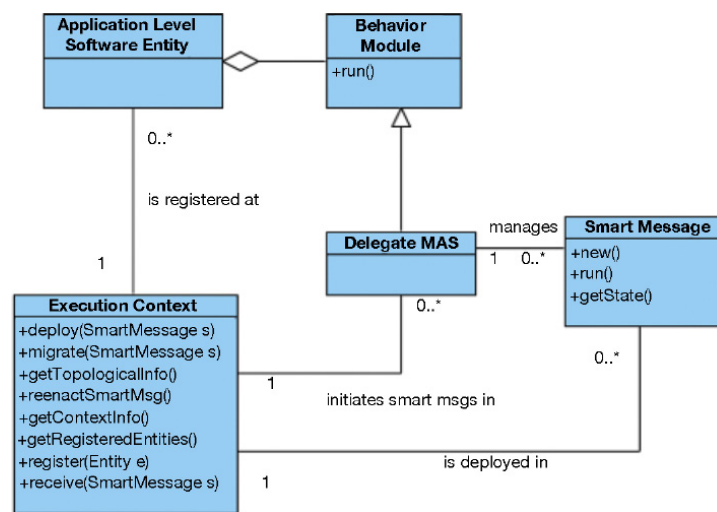 Application Level
Software Entity
Behavior
Module
+run()
0..*
is registered at
1
Delegate MAS
manages
1
0..*
Smart Message
+new()
+run()
+getState()
Execution Context
+deploy(SmartMessage s)
+migrate(SmartMessage s)
+getTopologicalInfo()
+reenactSmartMsg()
+getContextInfo()
+getRegisteredEntities()
+register(Entity e)
+receive(SmartMessage s)
0..*
1
initiates smart msgs in
0..*
is deployed in
1